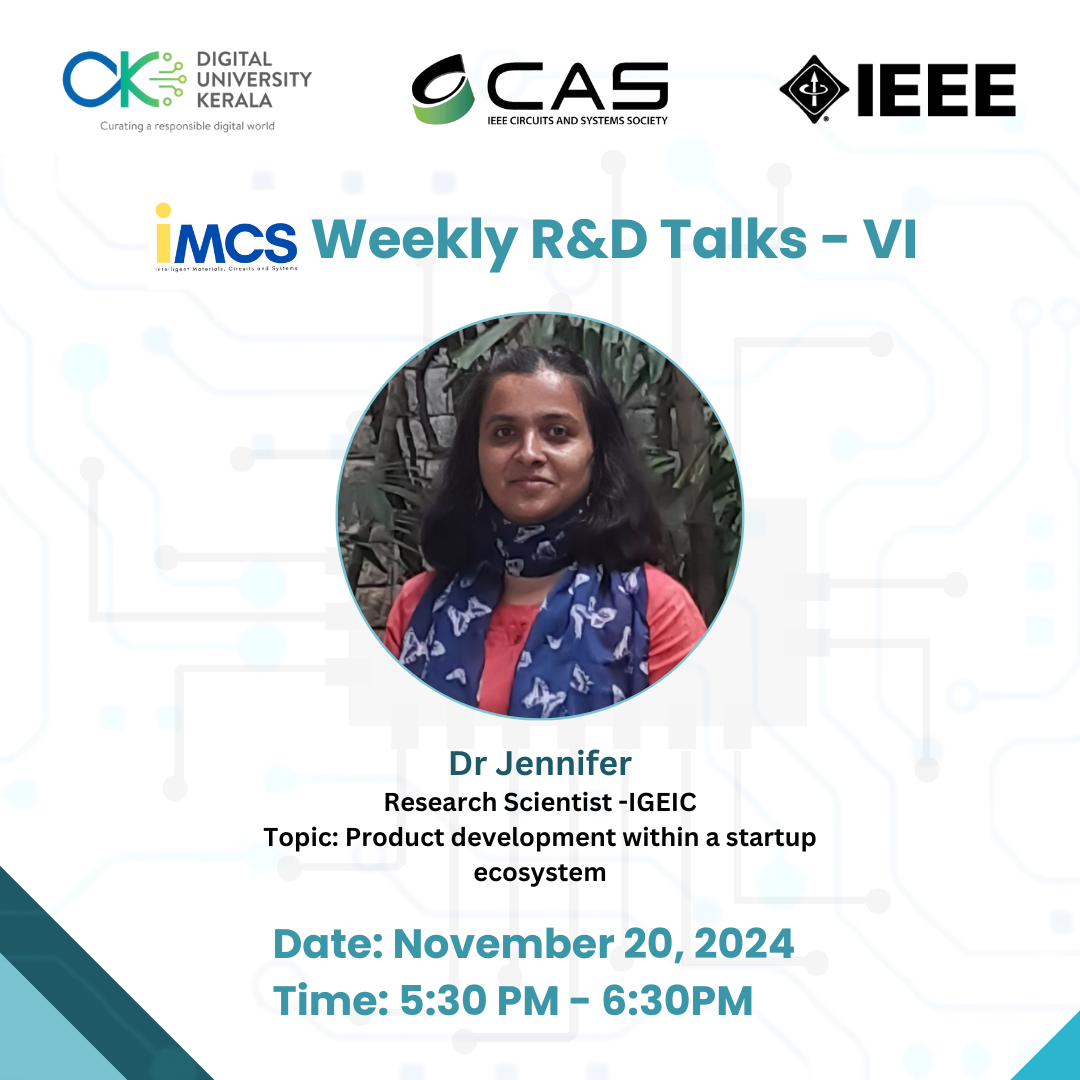 DIGITAL
UNIVERSITY
KERALA
Curating a responsible digital world
CAS
IEEE CIRCUITS AND SYSTEMS SOCIETY
IEEE
iMCS Weekly R&D Talks - VI
Intelligent Materials, Circuits and Systems
Dr Jennifer
Research Scientist -IGEIC
Topic: Product development within a startup
ecosystem
Date: November 20, 2024
Time: 5:30 PM - 6:30PM